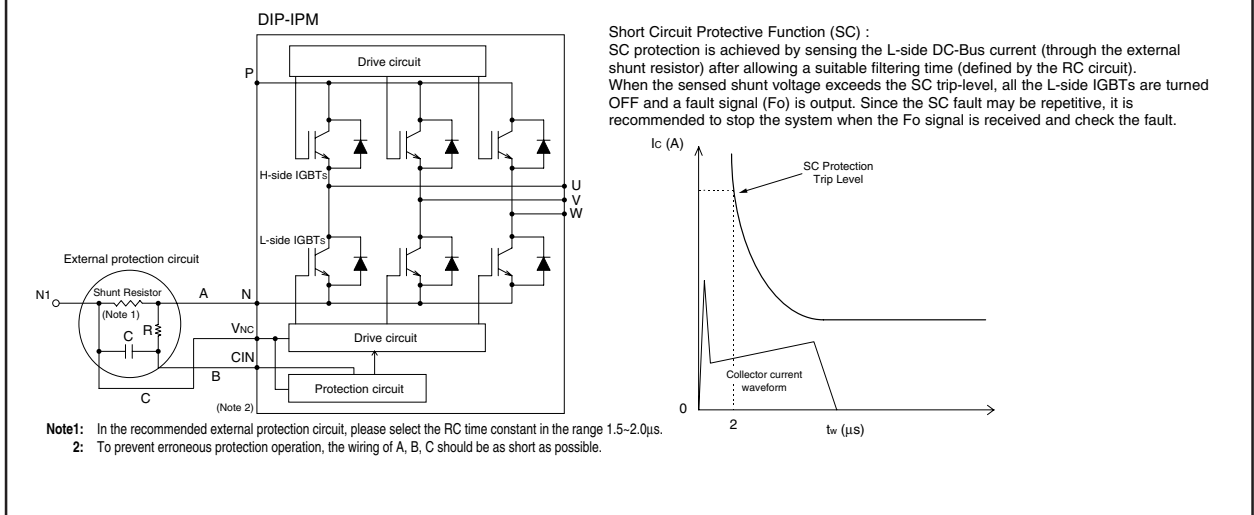 DIP-IPM
Drive circuit
P
H-side IGBTs
U
V
W
L-side IGBTs
External protection circuit
N1
Shunt Resistor
A
N
(Note 1)
R
C
VNC
Drive circuit
CIN
B
Protection circuit
C
(Note 2)
Short Circuit Protective Function (SC) :
SC protection is achieved by sensing the L-side DC-Bus current (through the external
shunt resistor) after allowing a suitable filtering time (defined by the RC circuit).
When the sensed shunt voltage exceeds the SC trip-level, all the L-side IGBTs are turned
OFF and a fault signal (Fo) is output. Since the SC fault may be repetitive, it is
recommended to stop the system when the Fo signal is received and check the fault.
IC (A)
SC Protection
Trip Level
Collector current
waveform
0
2
tw (μs)
Note1: In the recommended external protection circuit, please select the RC time constant in the range 1.5~2.0μs.
2: To prevent erroneous protection operation, the wiring of A, B, C should be as short as possible.